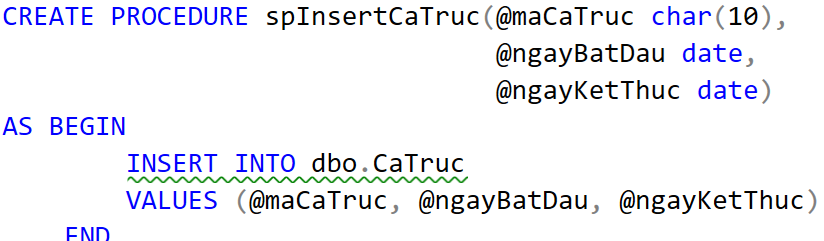 CREATE PROCEDURE spInsertCaTruc(@maCaTruc char(10),
@ngayBatDau date,
@ngayKetThuc date)
AS BEGIN
INSERT INTO dbo.CaTruc
VALUES (@maCaTruc, @ngayBatDau, @ngayKetThuc)
END